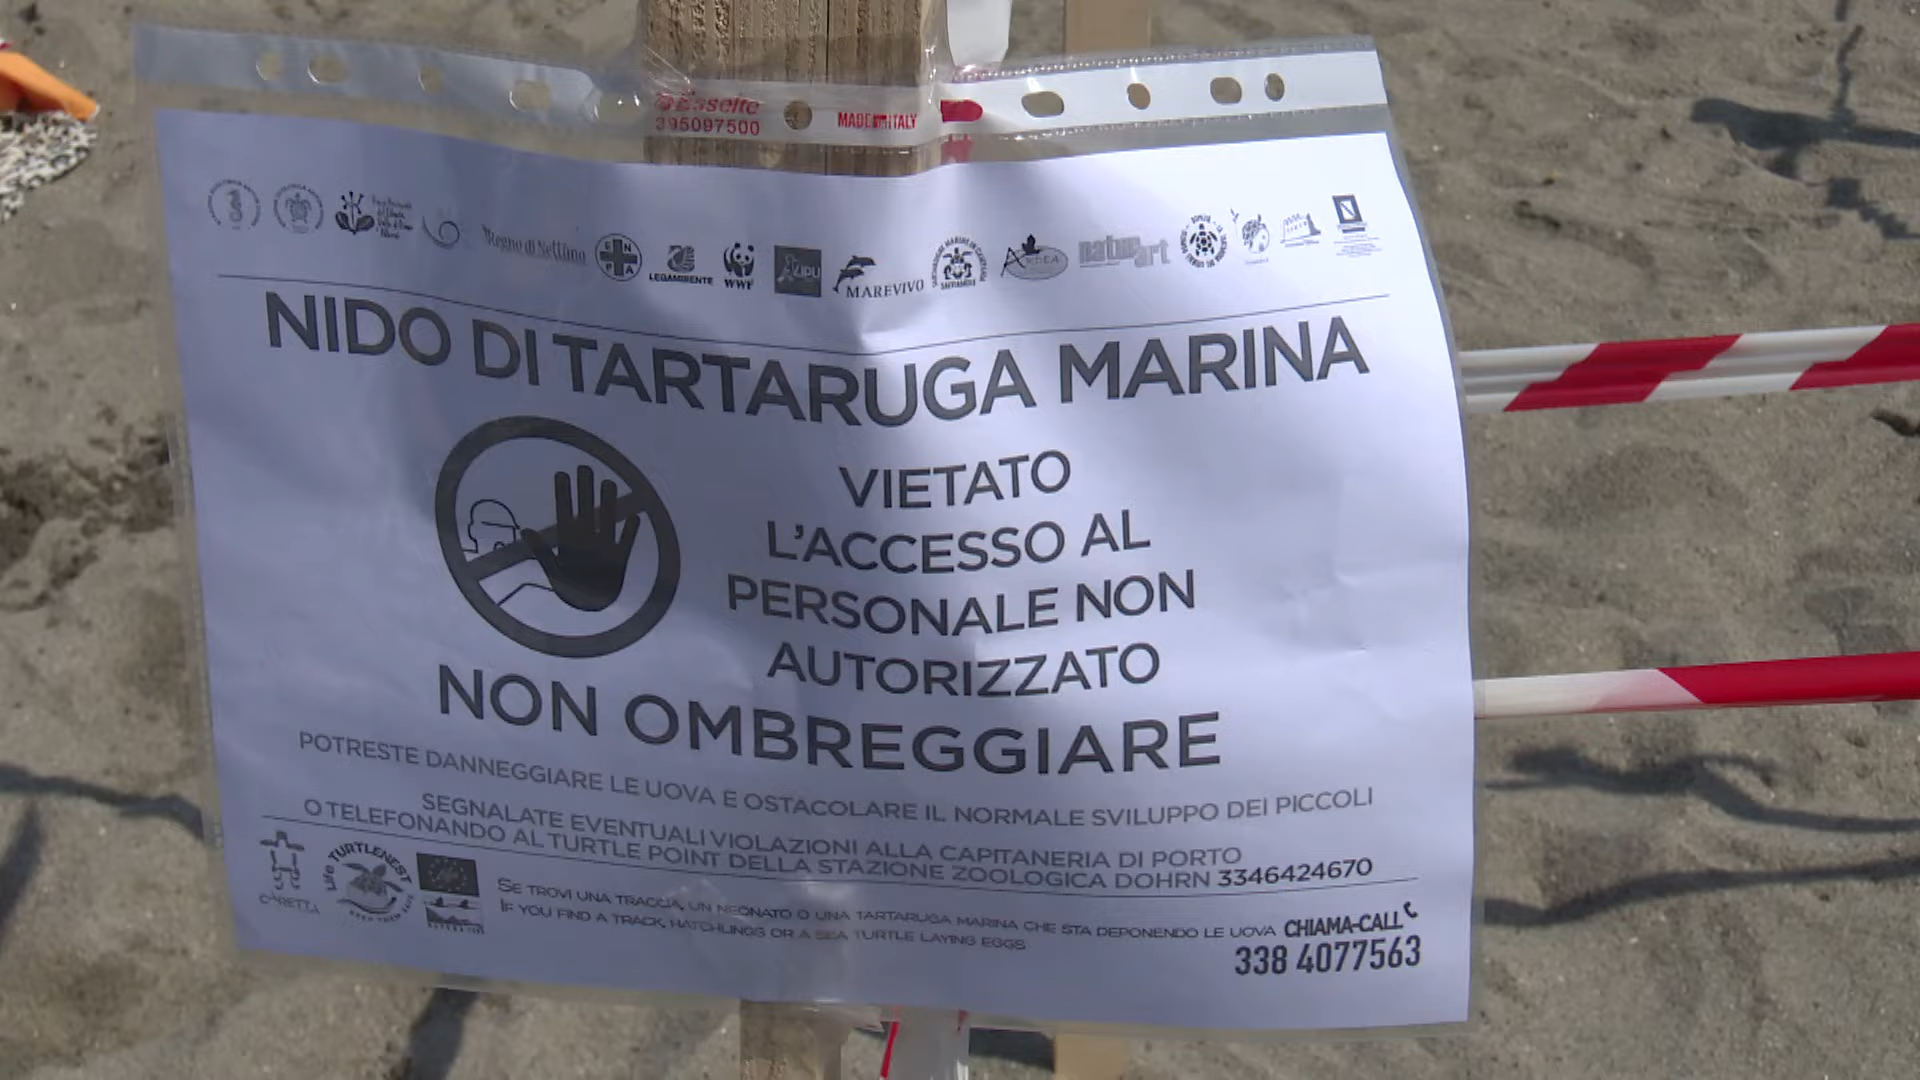 Esselte
395097500
MADE IN ITALY
Regno di Nettuno
ENPA
LEGAMBIENTE
WWF
LIPU
MAREVIVO
ARDEA
naturart
NIDO DI TARTARUGA MARINA
VIETATO
L'ACCESSO AL
PERSONALE NON
AUTORIZZATO
NON OMBREGGIARE
POTRESTE DANNEGGIARE LE UOVA E OSTACOLARE IL NORMALE SVILUPPO DEI PICCOLI
SEGNALATE EVENTUALI VIOLAZIONI ALLA CAPITANERIA DI PORTO
O TELEFONANDO AL TURTLE POINT DELLA STAZIONE ZOOLOGICA DOHRN 3346424670
CARETTA
Life TURTLENEST
SE TROVI UNA TRACCIA, UN NEONATO O UNA TARTARUGA MARINA CHE STA DEPONENDO LE UOVA CHIAMA-CALL
IF YOU FIND A TRACK, HATCHLINGS OR A SEA TURTLE LAYING EGGS
338 4077563